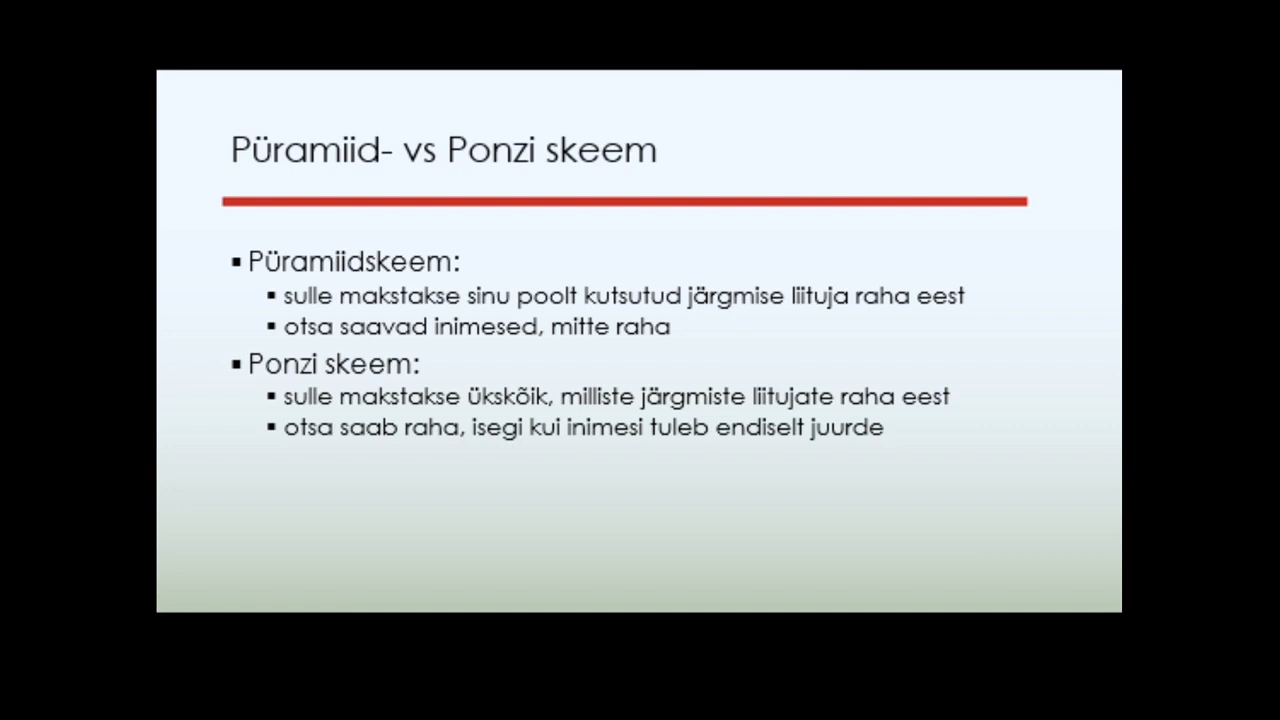 Püramiid- vs Ponzi skeem
▪ Püramiidskeem:
▪ sulle makstakse sinu poolt kutsutud järgmise liituja raha eest
▪ otsa saavad inimesed, mitte raha
▪ Ponzi skeem:
▪ sulle makstakse ükskõik, milliste järgmiste liitujate raha eest
▪ otsa saab raha, isegi kui inimesi tuleb endiselt juurde